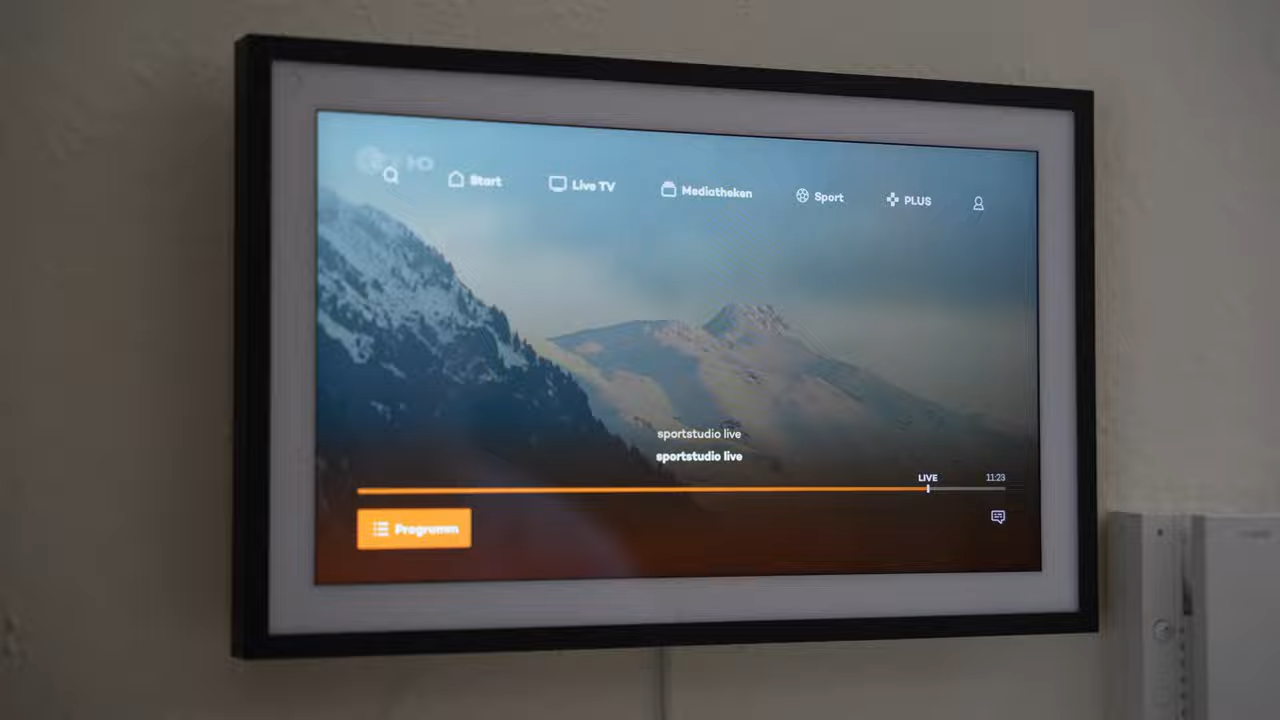 Start
Live TV
Mediatheken
Sport
PLUS
sportstudio live
sportstudio live
LIVE
11:23
Programm